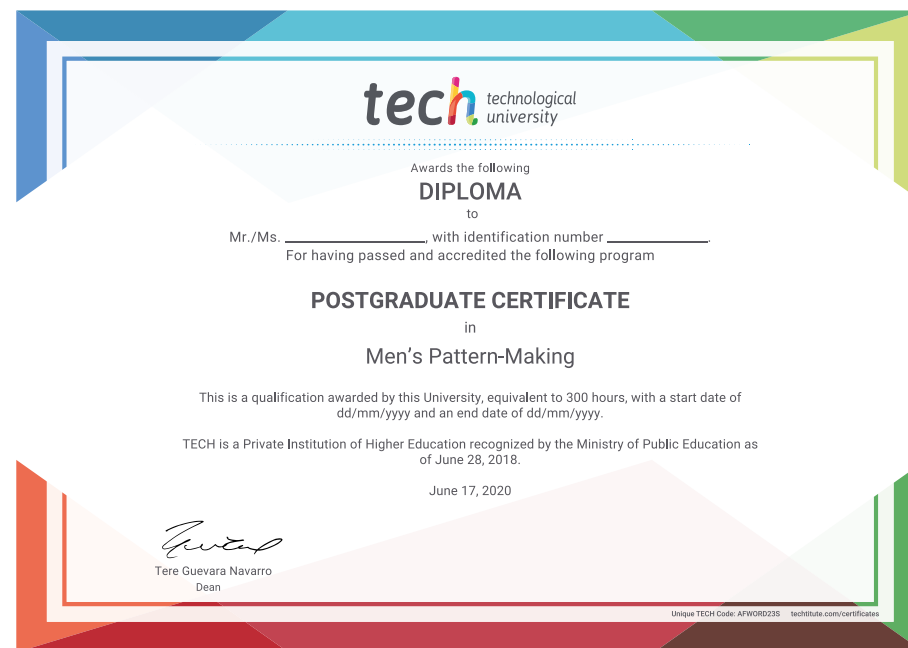 tech technological
university
Awards the following
DIPLOMA
to
Mr./Ms. ____________________, with identification number ______________.
For having passed and accredited the following program
POSTGRADUATE CERTIFICATE
in
Men’s Pattern-Making
This is a qualification awarded by this University, equivalent to 300 hours, with a start date of
dd/mm/yyyy and an end date of dd/mm/yyyy.
TECH is a Private Institution of Higher Education recognized by the Ministry of Public Education as
of June 28, 2018.
June 17, 2020
Tere Guevara Navarro
Dean
Unique TECH Code: AFWORD23S techtitute.com/certificates